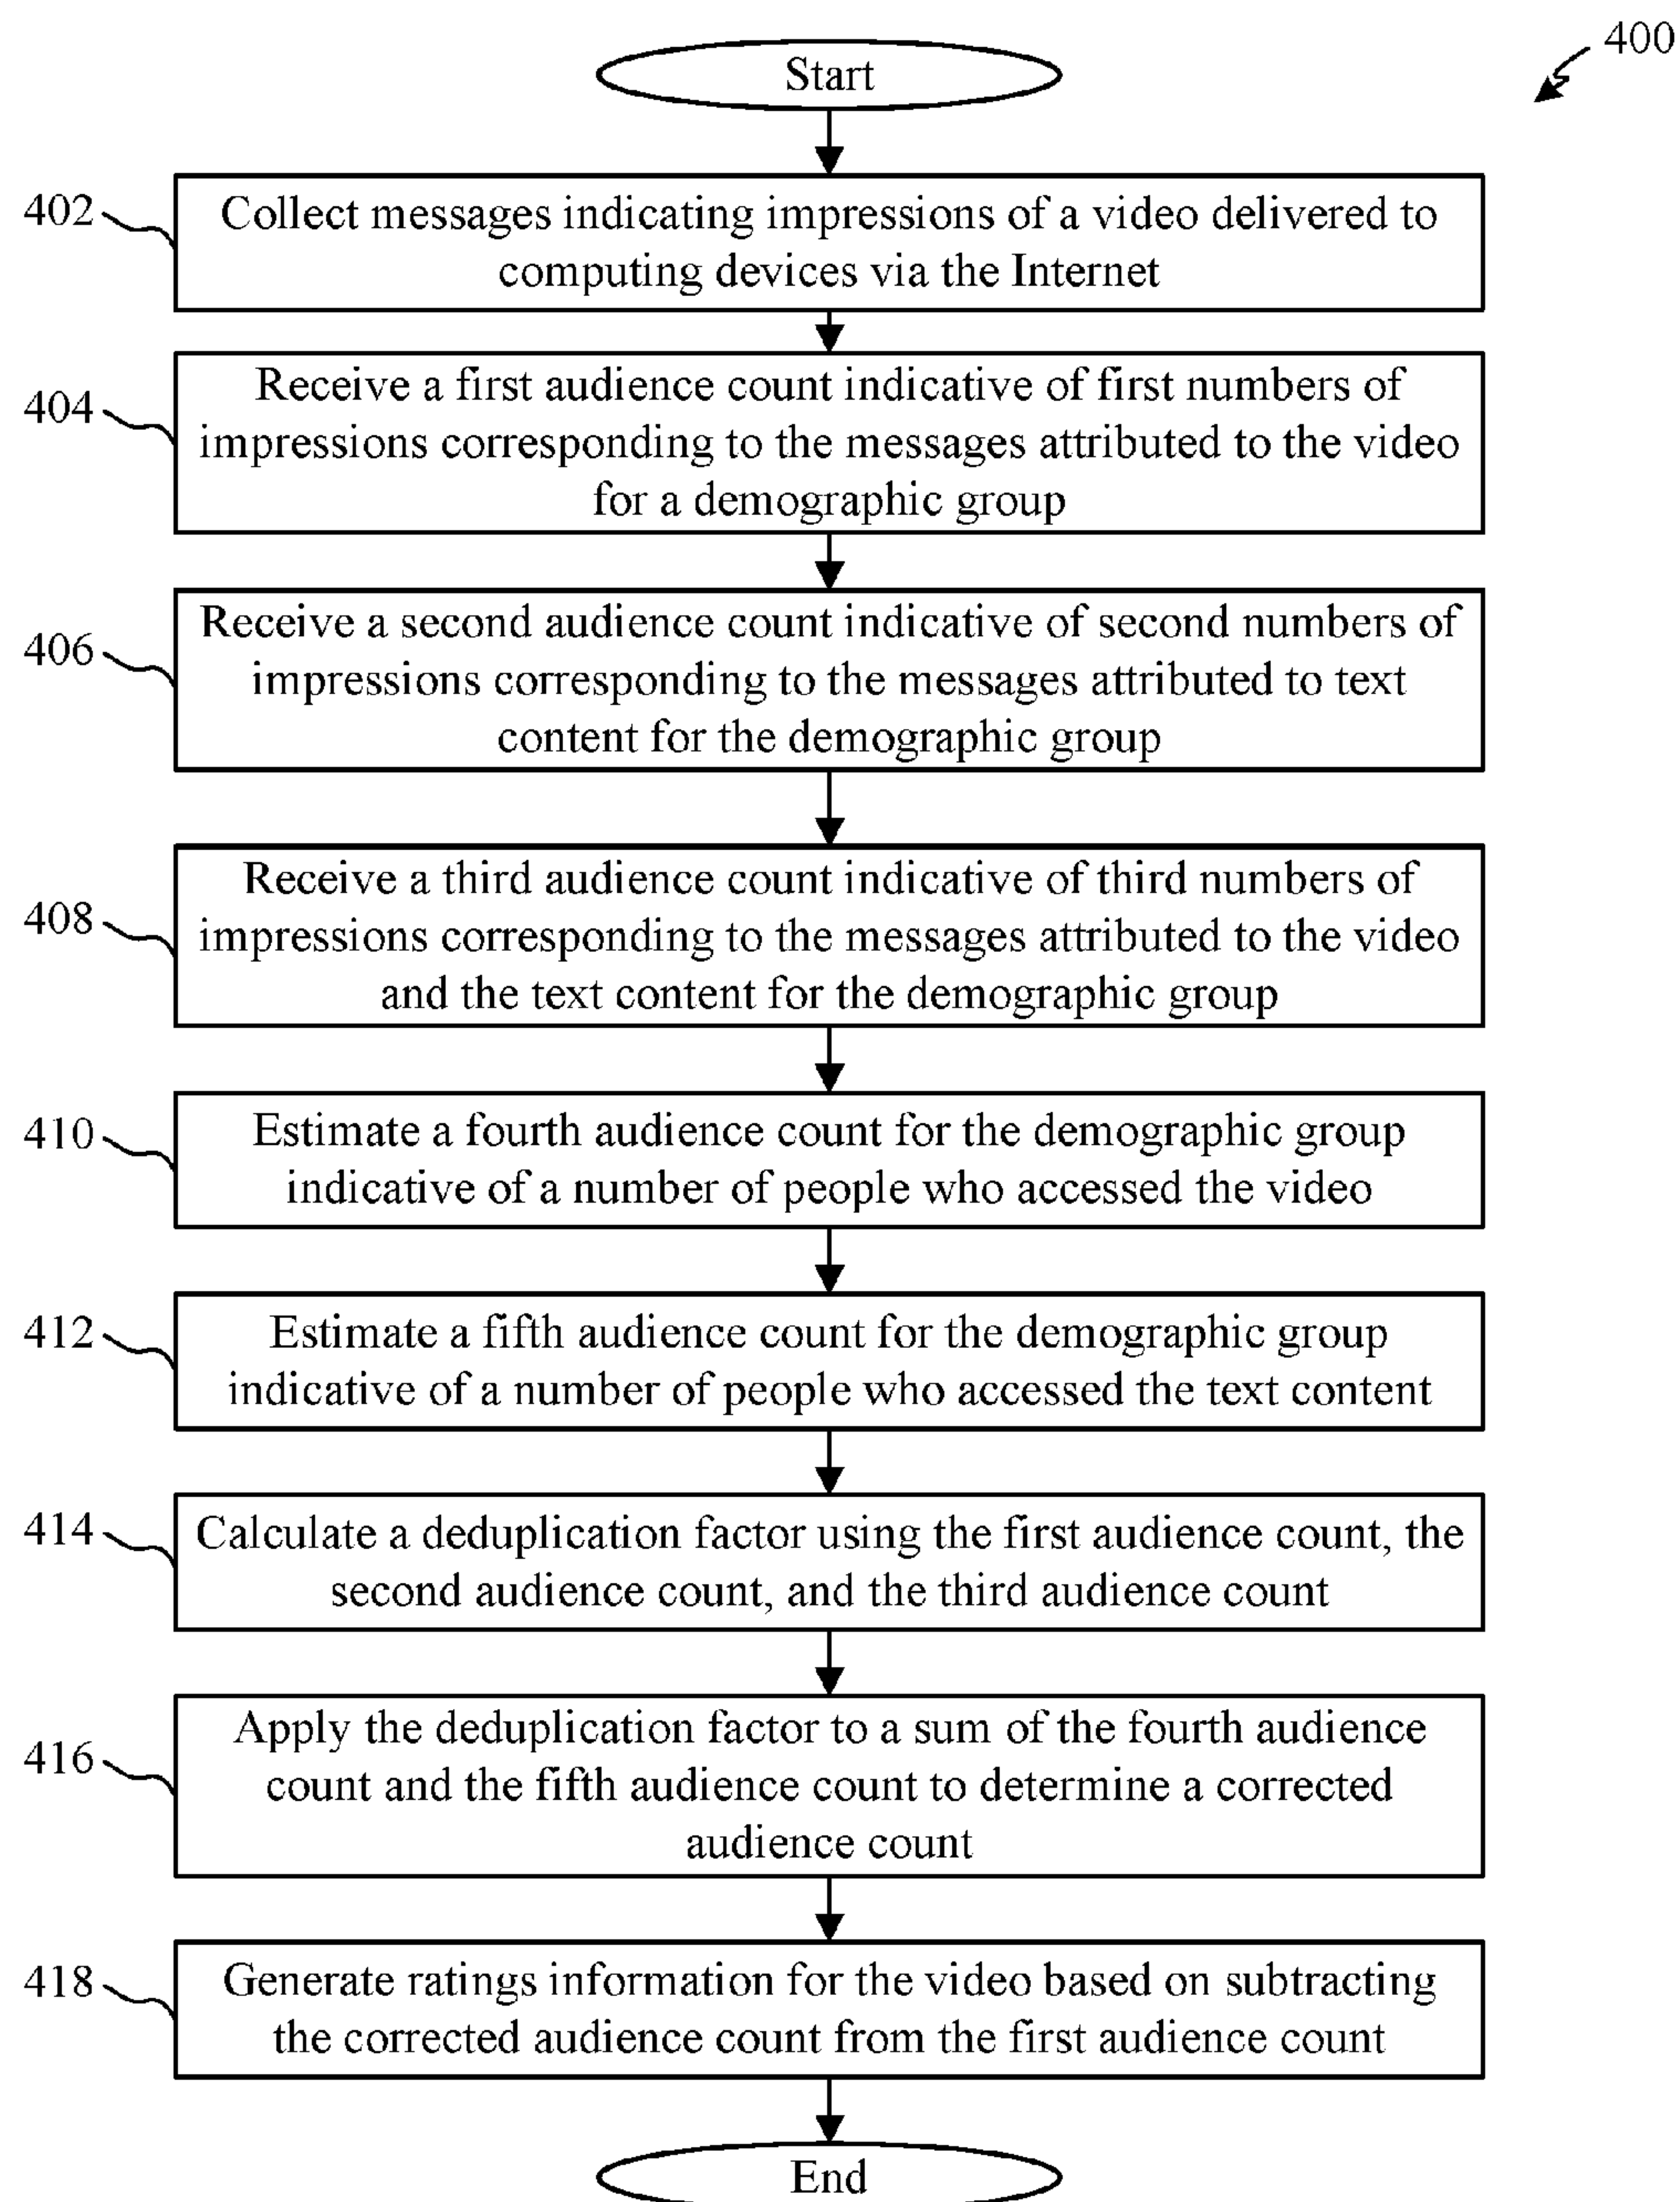 400
Start
402
Collect messages indicating impressions of a video delivered to
computing devices via the Internet
404
Receive a first audience count indicative of first numbers of
impressions corresponding to the messages attributed to the video
for a demographic group
406
Receive a second audience count indicative of second numbers of
impressions corresponding to the messages attributed to text
content for the demographic group
408
Receive a third audience count indicative of third numbers of
impressions corresponding to the messages attributed to the video
and the text content for the demographic group
410
Estimate a fourth audience count for the demographic group
indicative of a number of people who accessed the video
412
Estimate a fifth audience count for the demographic group
indicative of a number of people who accessed the text content
414
Calculate a deduplication factor using the first audience count, the
second audience count, and the third audience count
416
Apply the deduplication factor to a sum of the fourth audience
count and the fifth audience count to determine a corrected
audience count
418
Generate ratings information for the video based on subtracting
the corrected audience count from the first audience count
End